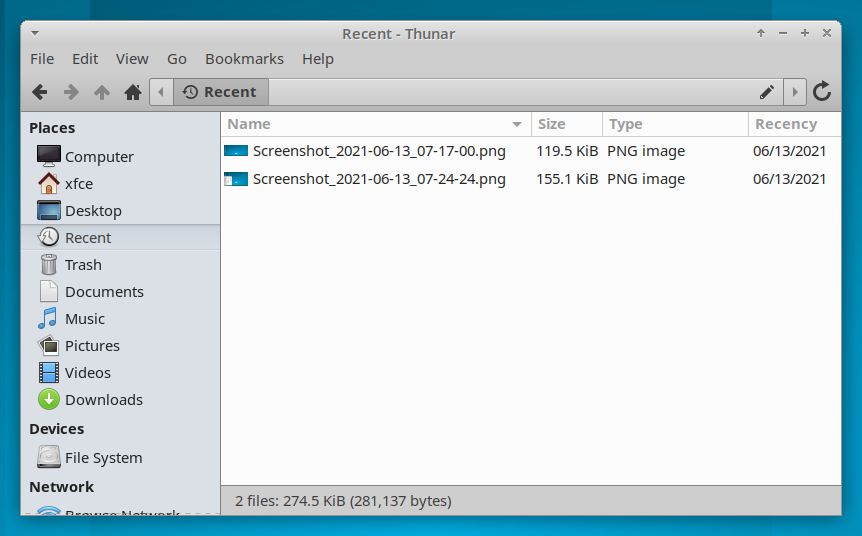 Recent - Thunar
File Edit View Go Bookmarks Help
Recent
Places
Computer
xfce
Desktop
Recent
Trash
Documents
Music
Pictures
Videos
Downloads
Devices
File System
Network
Browse Network
Name Size Type Recency
Screenshot_2021-06-13_07-17-00.png 119.5 KiB PNG image 06/13/2021
Screenshot_2021-06-13_07-24-24.png 155.1 KiB PNG image 06/13/2021
2 files: 274.5 KiB (281,137 bytes)